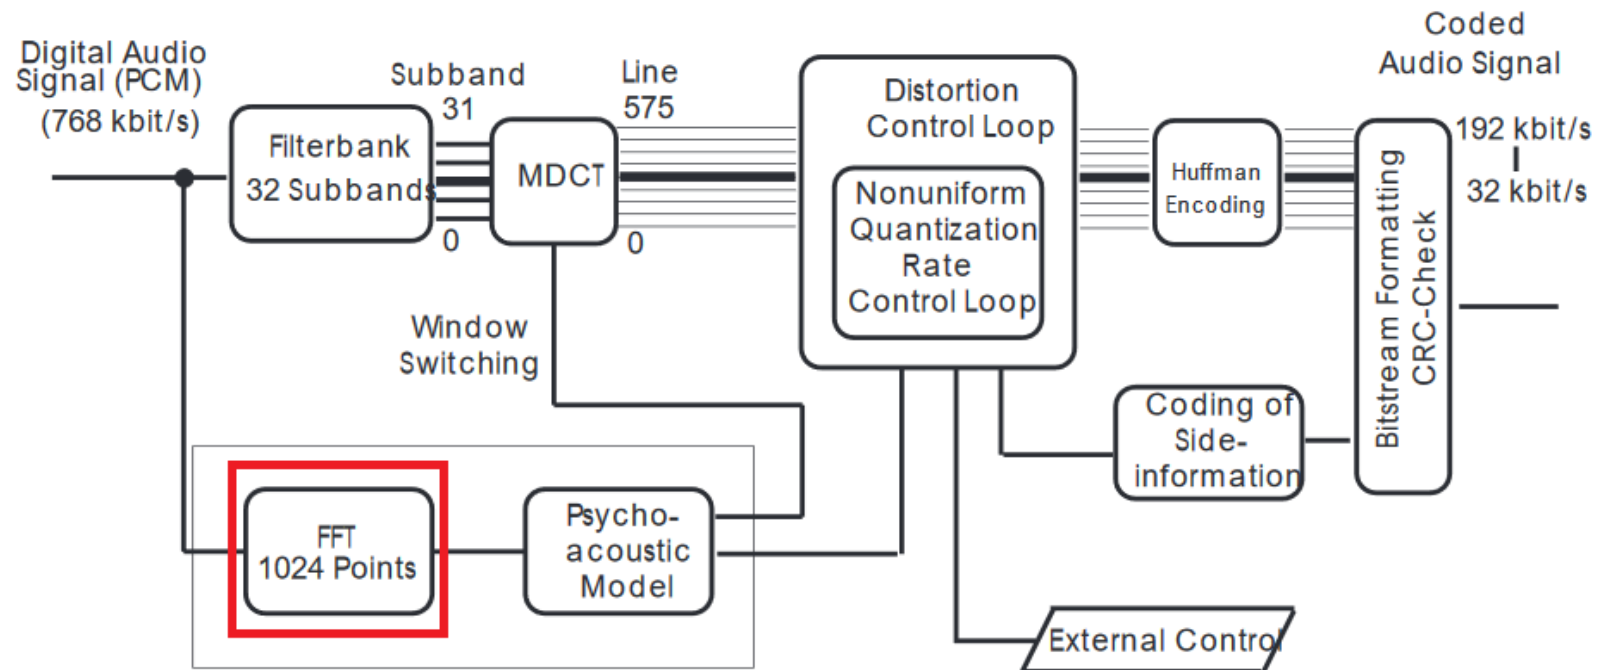 Digital Audio
Signal (PCM)
(768 kbit/s)
Filterbank
32 Subbands
Subband
31
0
MDCT
Line
575
0
Window
Switching
Distortion
Control Loop
Nonuniform
Quantization
Rate
Control Loop
Huffman
Encoding
Coded
Audio Signal
192 kbit/s
32 kbit/s
Bitstream Formatting
CRC-Check
Coding of
Side-
information
FFT
1024 Points
Psycho-
acoustic
Model
External Control